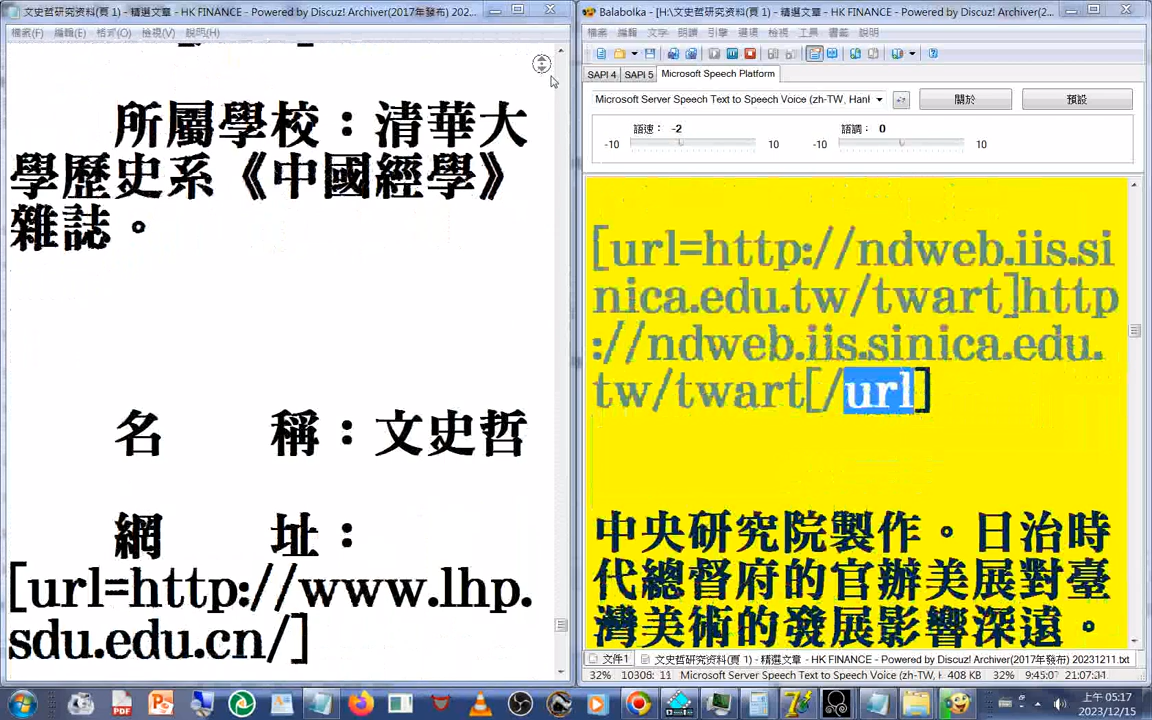 文史哲研究资料(頁 1) - 精選文章 - HK FINANCE - Powered by Discuz! Archiver(2017年發布) 202...
檔案(F) 編輯(E) 格式(O) 檢視(V) 說明(H)
所屬學校：清華大
學歷史系《中國經學》
雜誌。
名 稱：文史哲
網 址：
[url=http://www.lhp.
sdu.edu.cn/]
Balabolka - [H:\文史哲研究资料(頁 1) - 精選文章 - HK FINANCE - Powered by Discuz! Archiver(2...
檔案 編輯 文字 朗讀 引擎 選項 工具 書籤 說明
SAPI 4 SAPI 5 Microsoft Speech Platform
Microsoft Server Speech Text to Speech Voice (zh-TW, HanI
關於 預設
語速： -2 語調： 0
-10 10 -10 10
[url=http://ndweb.iis.si
nica.edu.tw/twart]http
://ndweb.iis.sinica.edu.
tw/twart[/url]
中央研究院製作。日治時
代總督府的官辦美展對臺
灣美術的發展影響深遠。
文件1 文史哲研究资料(頁 1) - 精選文章 - HK FINANCE - Powered by Discuz! Archiver(2017年發布) 20231211.txt
32% 10306: 11 Microsoft Server Speech Text to Speech Voice (zh-TW, H 408 KB 32% 9:45:07 21:07:31
上午 05:17
2023/12/15